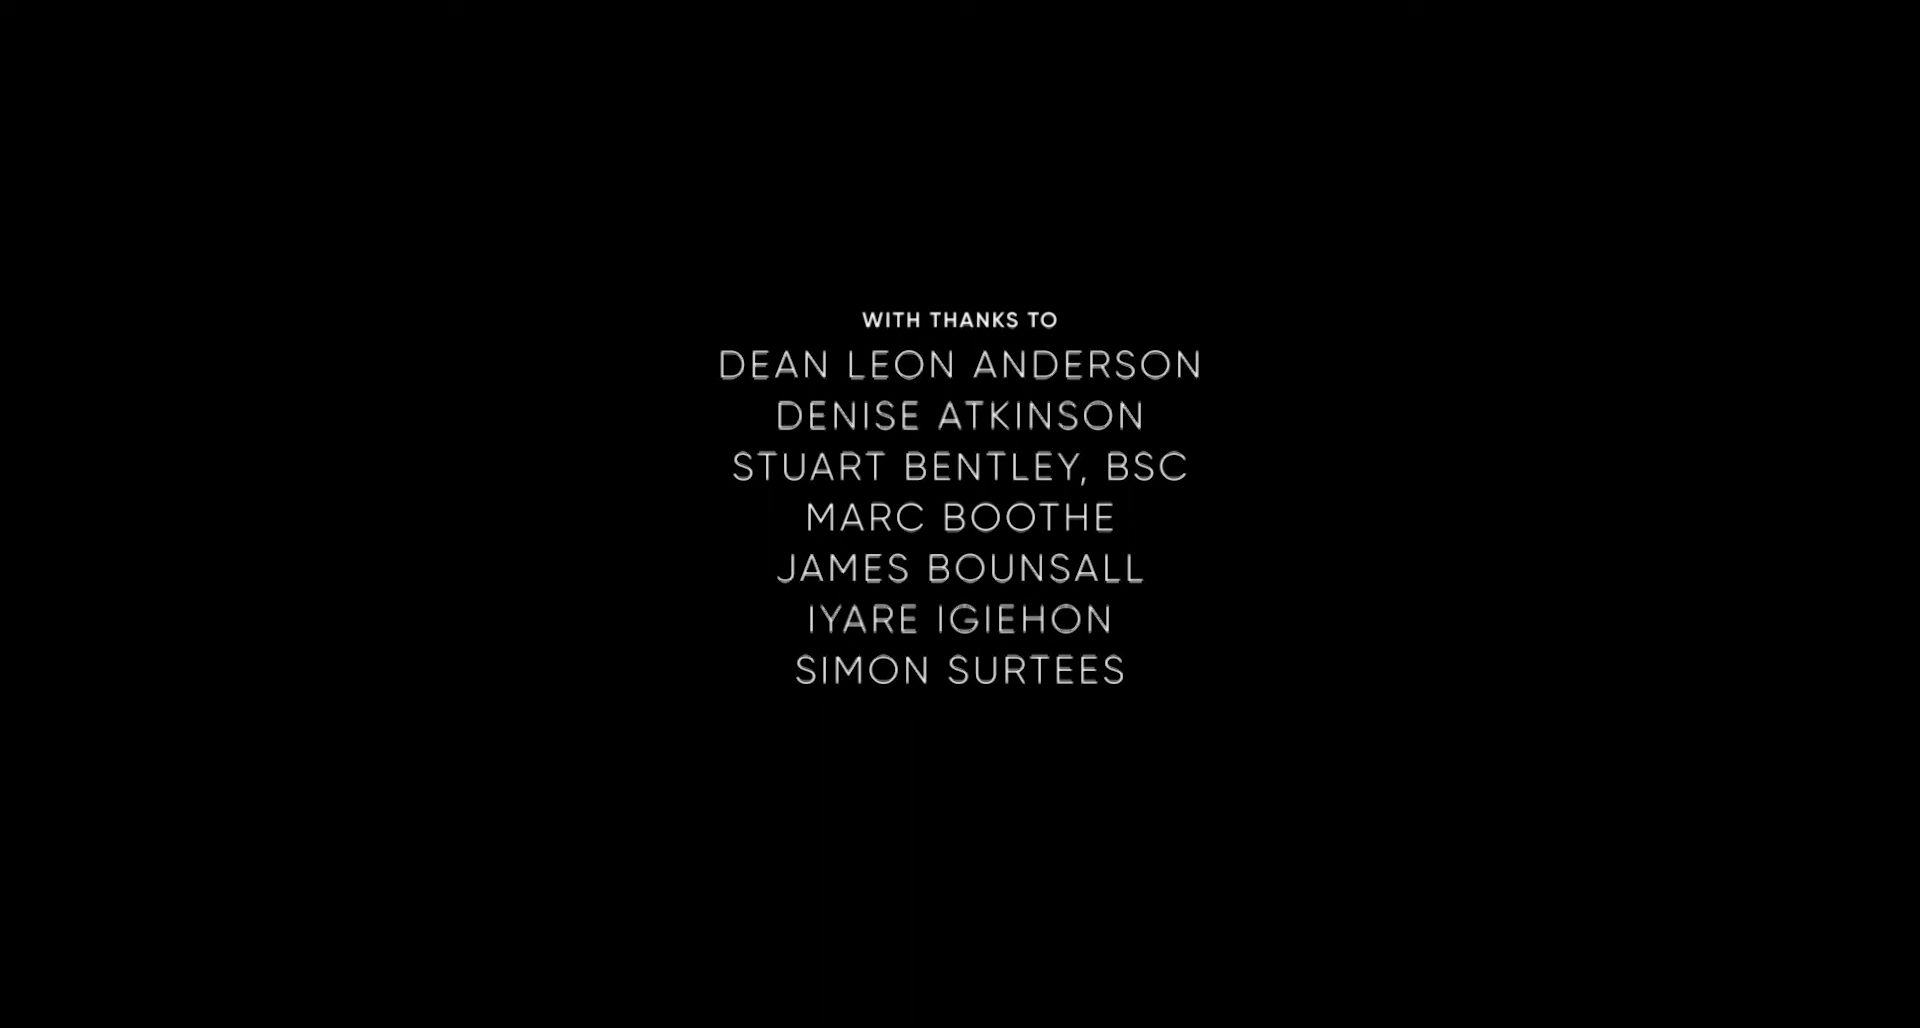 WITH THANKS TO
DEAN LEON ANDERSON
DENISE ATKINSON
STUART BENTLEY, BSC
MARC BOOTHE
JAMES BOUNSALL
IYARE IGIEHON
SIMON SURTEES